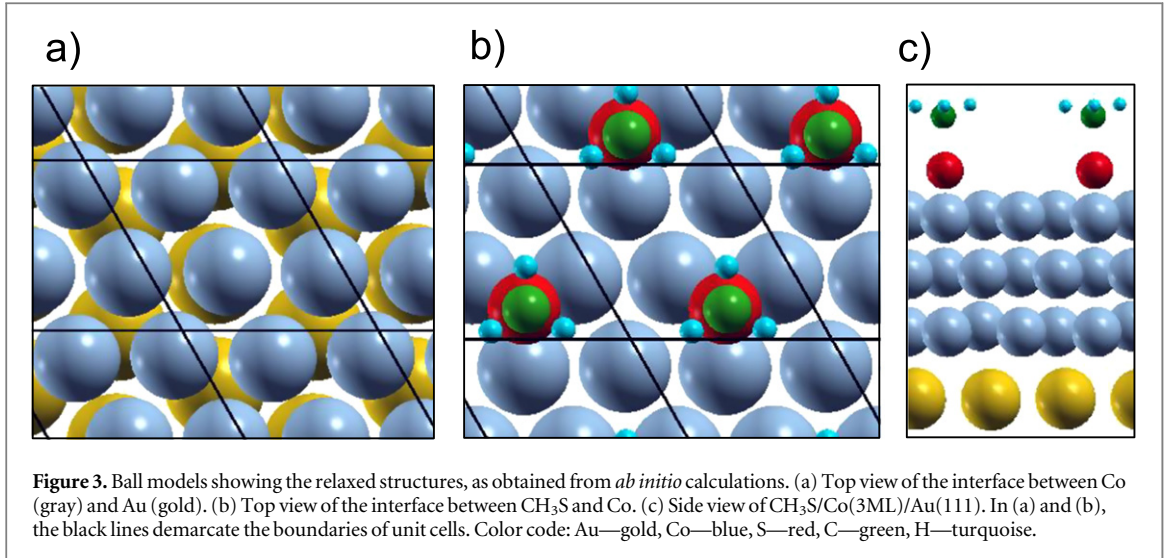 a)
b)
c)
Figure 3. Ball models showing the relaxed structures, as obtained from ab initio calculations. (a) Top view of the interface between Co
(gray) and Au (gold). (b) Top view of the interface between CH₃S and Co. (c) Side view of CH₃S/Co(3ML)/Au(111). In (a) and (b),
the black lines demarcate the boundaries of unit cells. Color code: Au—gold, Co—blue, S—red, C—green, H—turquoise.